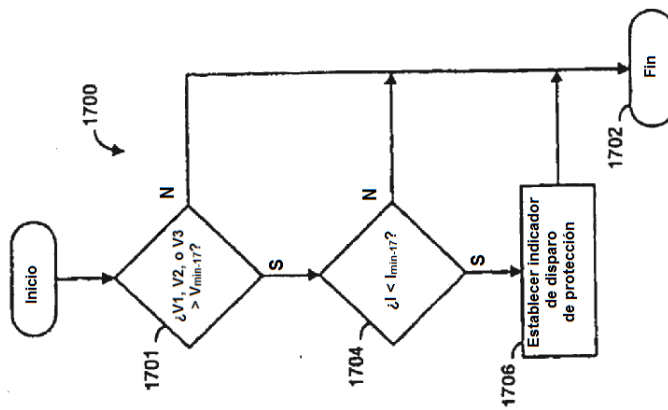 1700
Inicio
¿V1, V2, o V3
> Vmin-17?
N
S
1701
¿I < Imin-17?
N
S
1704
Establecer indicador
de disparo
de protección
1706
Fin
1702